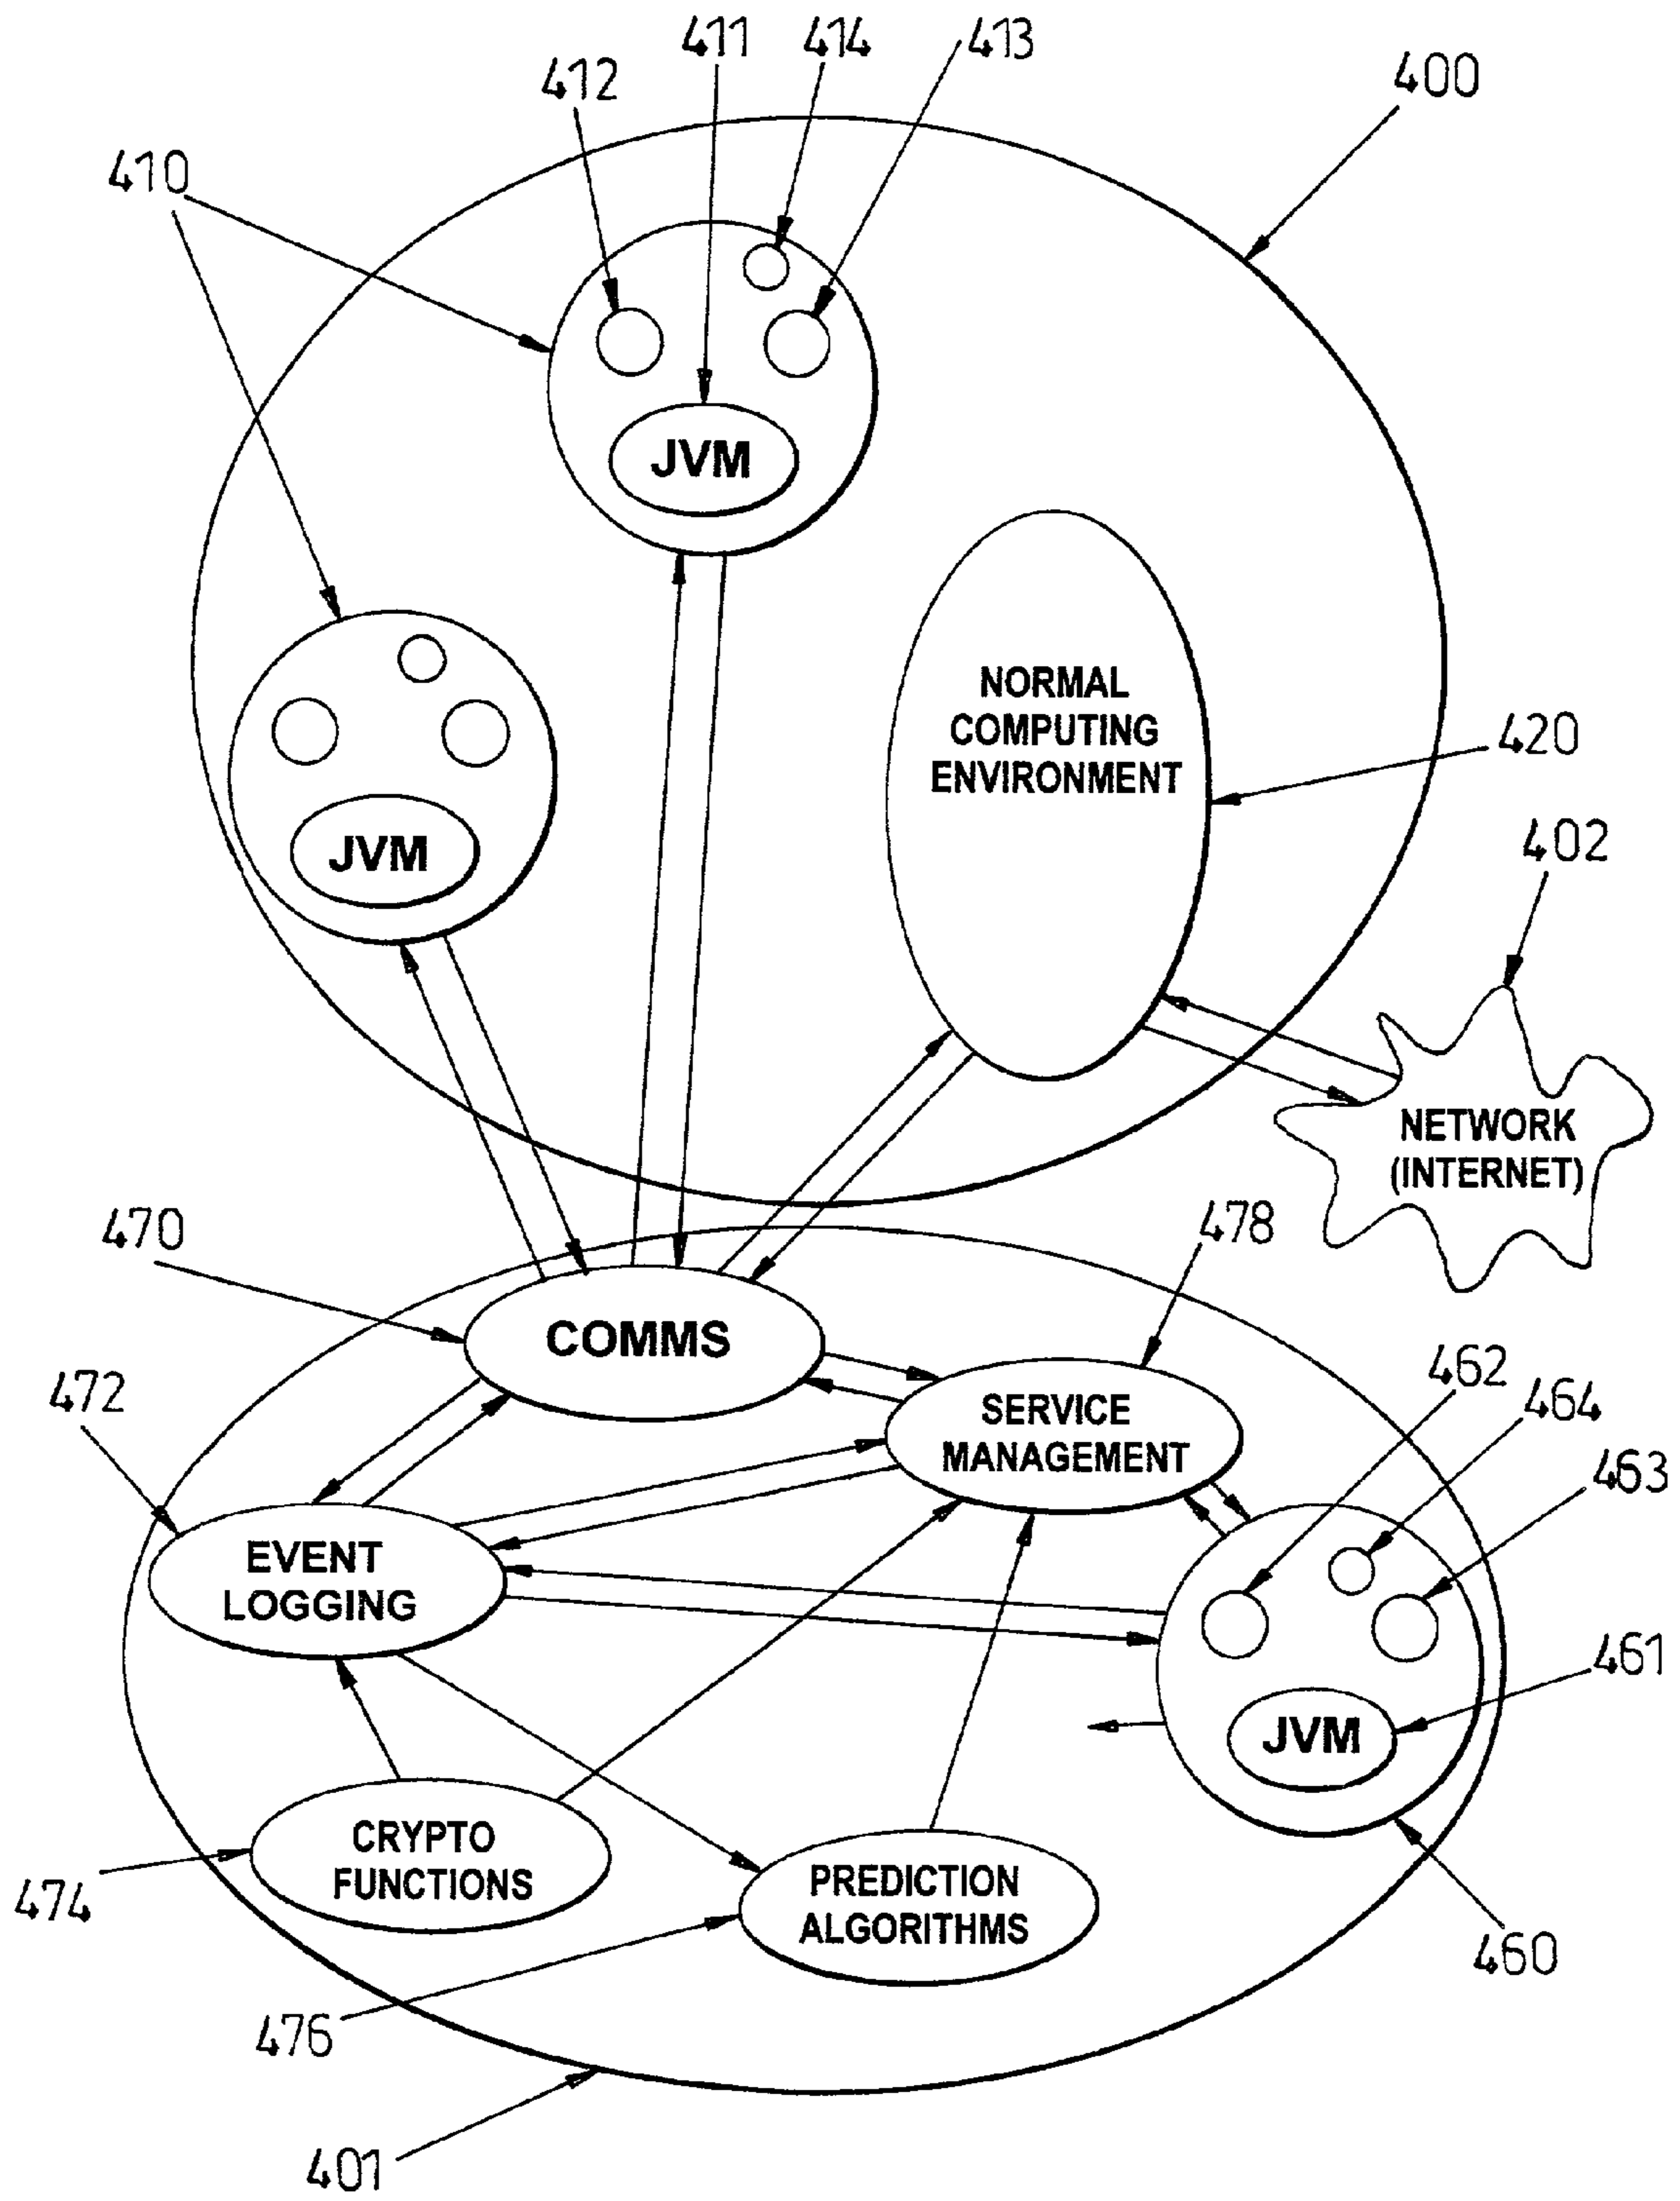 411
414
413
412
400
410
JVM
NORMAL
COMPUTING
ENVIRONMENT
420
JVM
402
NETWORK
(INTERNET)
470
478
COMMS
462
472
464
SERVICE
MANAGEMENT
463
EVENT
LOGGING
461
JVM
CRYPTO
FUNCTIONS
PREDICTION
ALGORITHMS
474
460
476
401